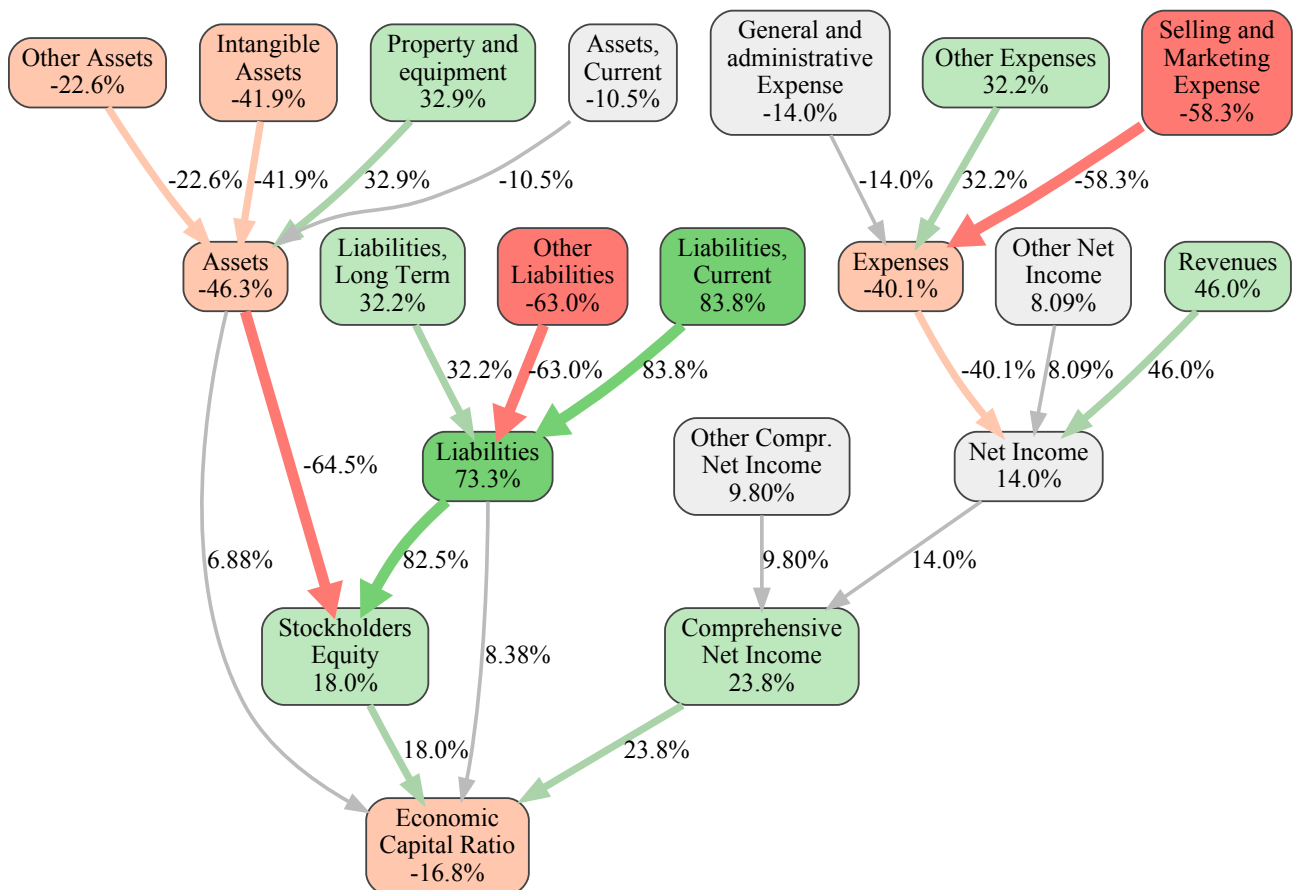 Other Assets
-22.6%
Intangible
Assets
-41.9%
Property and
equipment
32.9%
Assets,
Current
-10.5%
General and
administrative
Expense
-14.0%
Other Expenses
32.2%
Selling and
Marketing
Expense
-58.3%
-22.6%
-41.9%
32.9%
-10.5%
-14.0%
32.2%
-58.3%
Assets
-46.3%
Liabilities,
Long Term
32.2%
Other
Liabilities
-63.0%
Liabilities,
Current
83.8%
Expenses
-40.1%
Other Net
Income
8.09%
Revenues
46.0%
32.2%
-63.0%
83.8%
-40.1%
8.09%
46.0%
-64.5%
Liabilities
73.3%
Other Compr.
Net Income
9.80%
Net Income
14.0%
6.88%
82.5%
9.80%
14.0%
Stockholders
Equity
18.0%
8.38%
Comprehensive
Net Income
23.8%
18.0%
23.8%
Economic
Capital Ratio
-16.8%